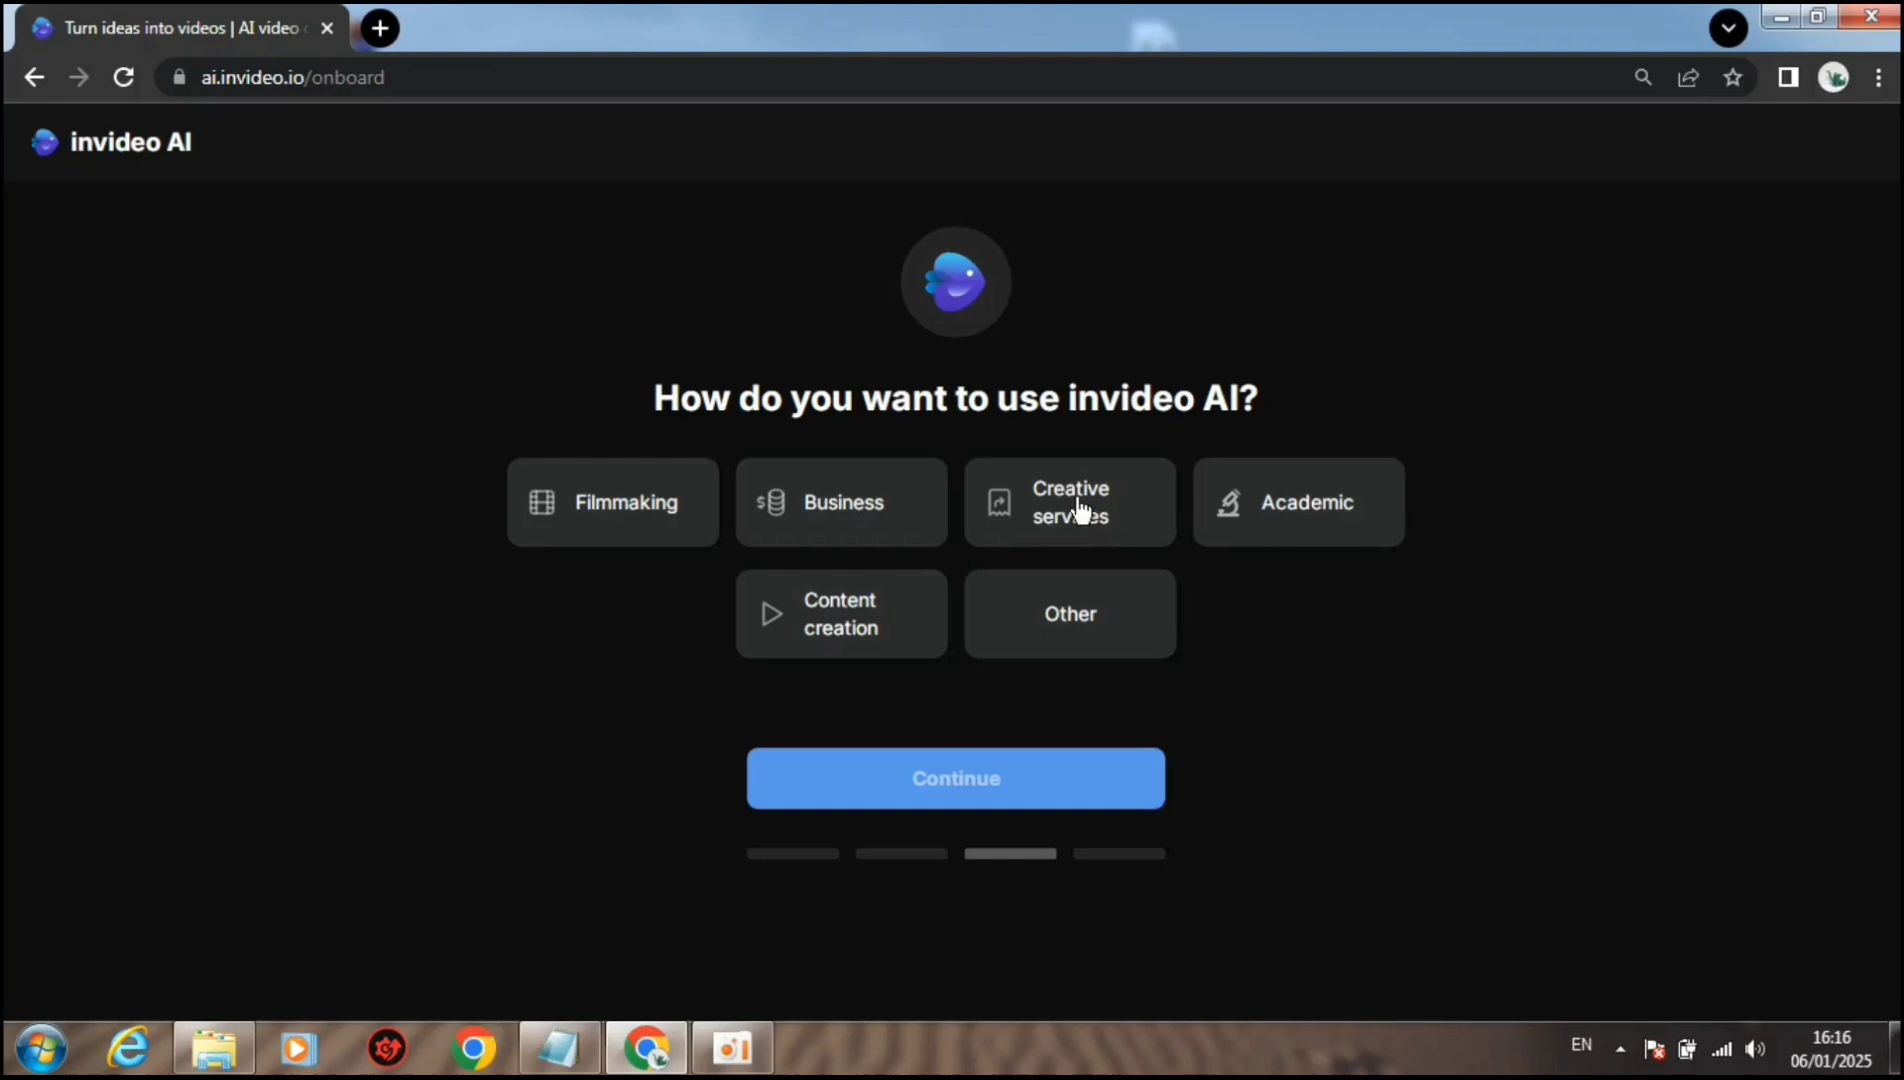 Turn ideas into videos | AI video
ai.invideo.io/onboard
invideo AI
How do you want to use invideo AI?
Filmmaking
Business
Creative
services
Academic
Content
creation
Other
Continue
EN
16:16
06/01/2025